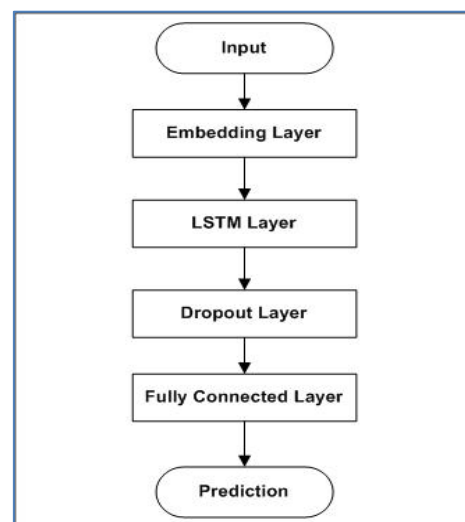 Input
Embedding Layer
LSTM Layer
Dropout Layer
Fully Connected Layer
Prediction